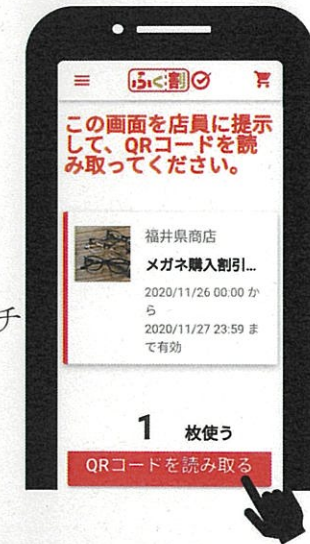 ふく割
この画面を店員に提示
して、QRコードを読
み取ってください。
福井県商店
メガネ購入割引...
2020/11/26 00:00 か
ら
2020/11/27 23:59 ま
で有効
チ
1 枚使う
QRコードを読み取る